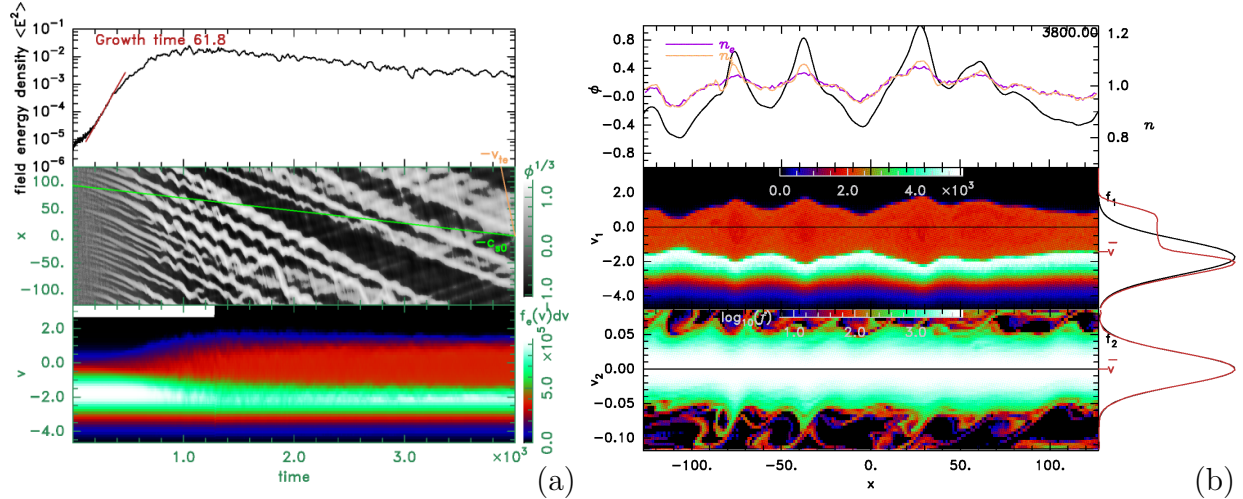 field energy density <E²>
10⁻¹
10⁻²
10⁻³
10⁻⁴
10⁻⁵
10⁻⁶
Growth time 61.8
x
100.
50.
0.
−50.
−100.
−v_te
−c_s0
φ^1/3
1.0
0.0
1.0
v
2.0
0.0
−2.0
−4.0
f_e(v)dv
×10⁵
5.0
0.0
1.0 2.0 3.0 ×10³
time
(a)
φ
0.8
0.4
−0.0
−0.4
−0.8
n_e
3800.00
1.2
1.0
0.8
n
v₁
2.0
0.0
−2.0
−4.0
0.0 2.0 4.0 ×10³
f₁
v
v₂
0.05
0.00
−0.05
−0.10
log₁₀(f) 1.0 2.0 3.0
f₂
v
−100. −50. 0. 50. 100.
x
(b)